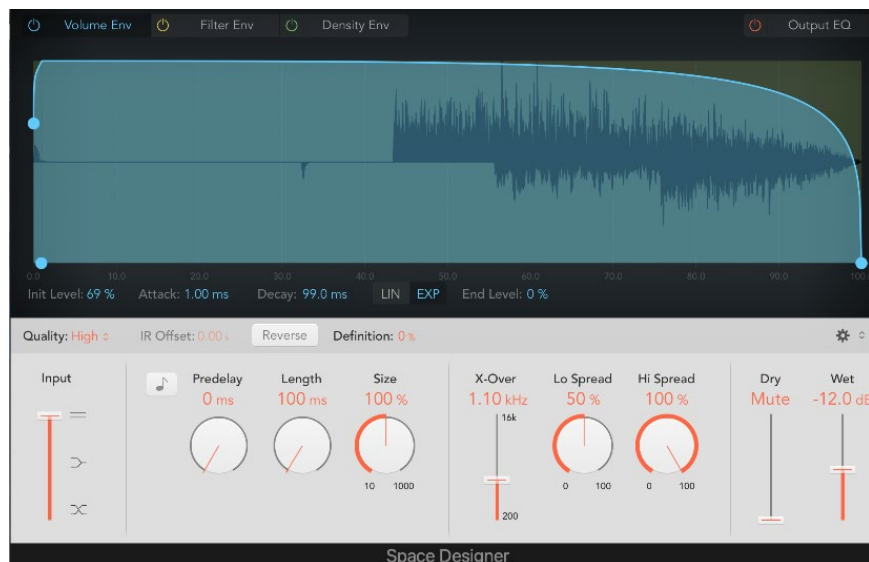 Volume Env Filter Env Density Env Output EQ
0.0 10.0 20.0 30.0 40.0 50.0 60.0 70.0 80.0 90.0 100.
Init Level: 69 % Attack: 1.00 ms Decay: 99.0 ms LIN EXP End Level: 0 %
Quality: High IR Offset: 0.00 s Reverse Definition: 0 %
Input Predelay Length Size X-Over Lo Spread Hi Spread Dry Wet
0 ms 100 ms 100 % 1.10 kHz 50 % 100 % Mute -12.0 dB
16k
10 1000 0 100 0 100
200
Space Designer